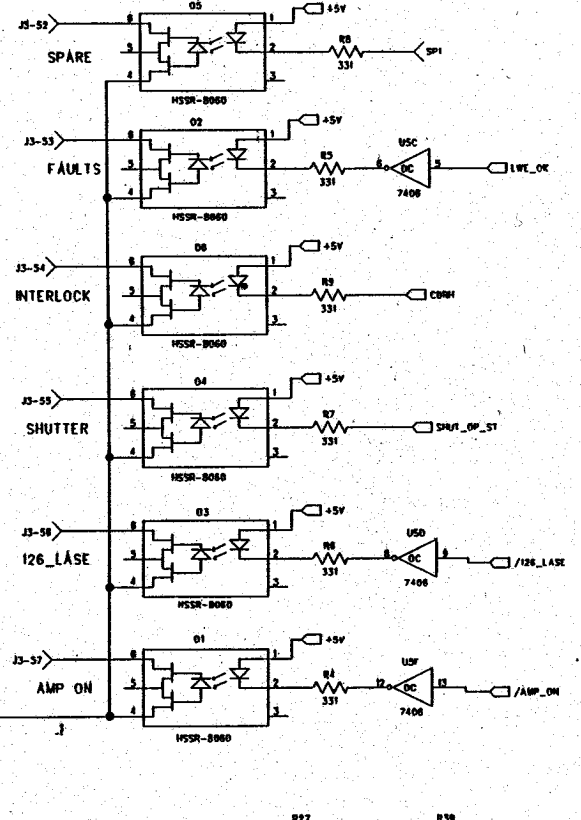 O5
+5V
J3-52
6 1
R8
SPARE 5 2 SP1
331
4 3
HSSR-8060
O2
+5V
J3-53
6 1
U5C
FAULTS 5 2 R5 6 OC 5 LWE_OK
331 7406
4 3
HSSR-8060
O6
+5V
J3-54
6 1
INTERLOCK 5 2 R9
331
4 3
HSSR-8060
O4
+5V
J3-55
6 1
SHUTTER 5 2 R7 SHUT_OP_ST
331
4 3
HSSR-8060
O3
+5V
J3-56
6 1
U5D
126_LASE 5 2 R6 8 OC 9 /126_LASE
331 7406
4 3
HSSR-8060
O1
+5V
J3-57
6 1
U5F
AMP ON 5 2 R4 12 OC 13 /AMP_ON
331 7406
4 3
HSSR-8060
R27 R30